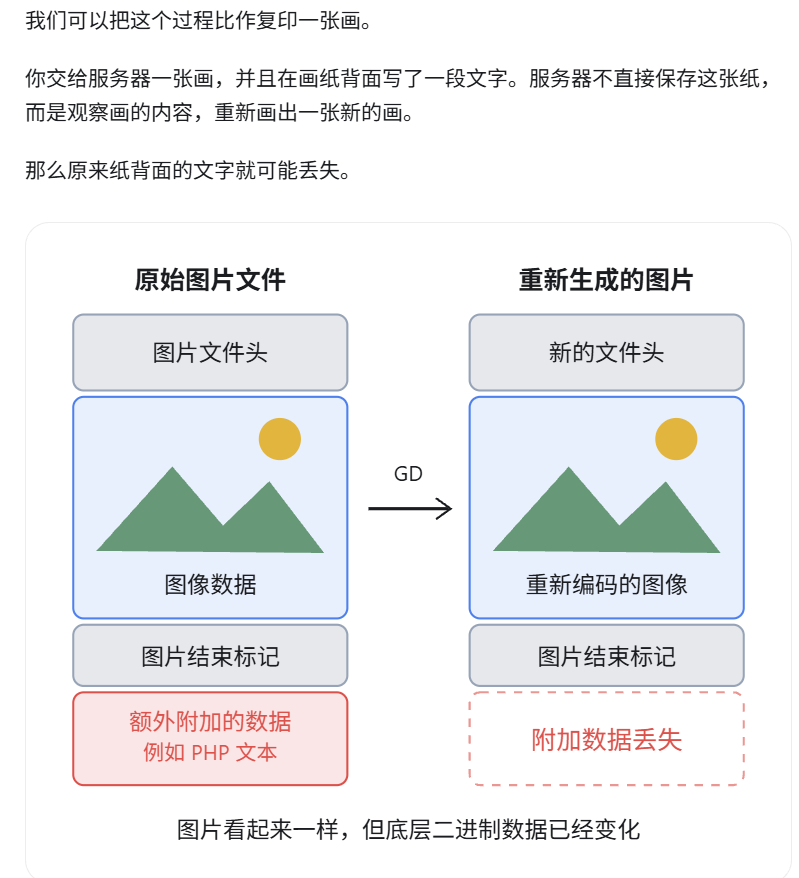 我们可以把这个过程比作复印一张画。
你交给服务器一张画，并且在画纸背面写了一段文字。服务器不直接保存这张纸，
而是观察画的内容，重新画出一张新的画。
那么原来纸背面的文字就可能丢失。
原始图片文件
重新生成的图片
图片文件头
新的文件头
GD
图像数据
重新编码的图像
图片结束标记
图片结束标记
额外附加的数据
例如 PHP 文本
附加数据丢失
图片看起来一样，但底层二进制数据已经变化